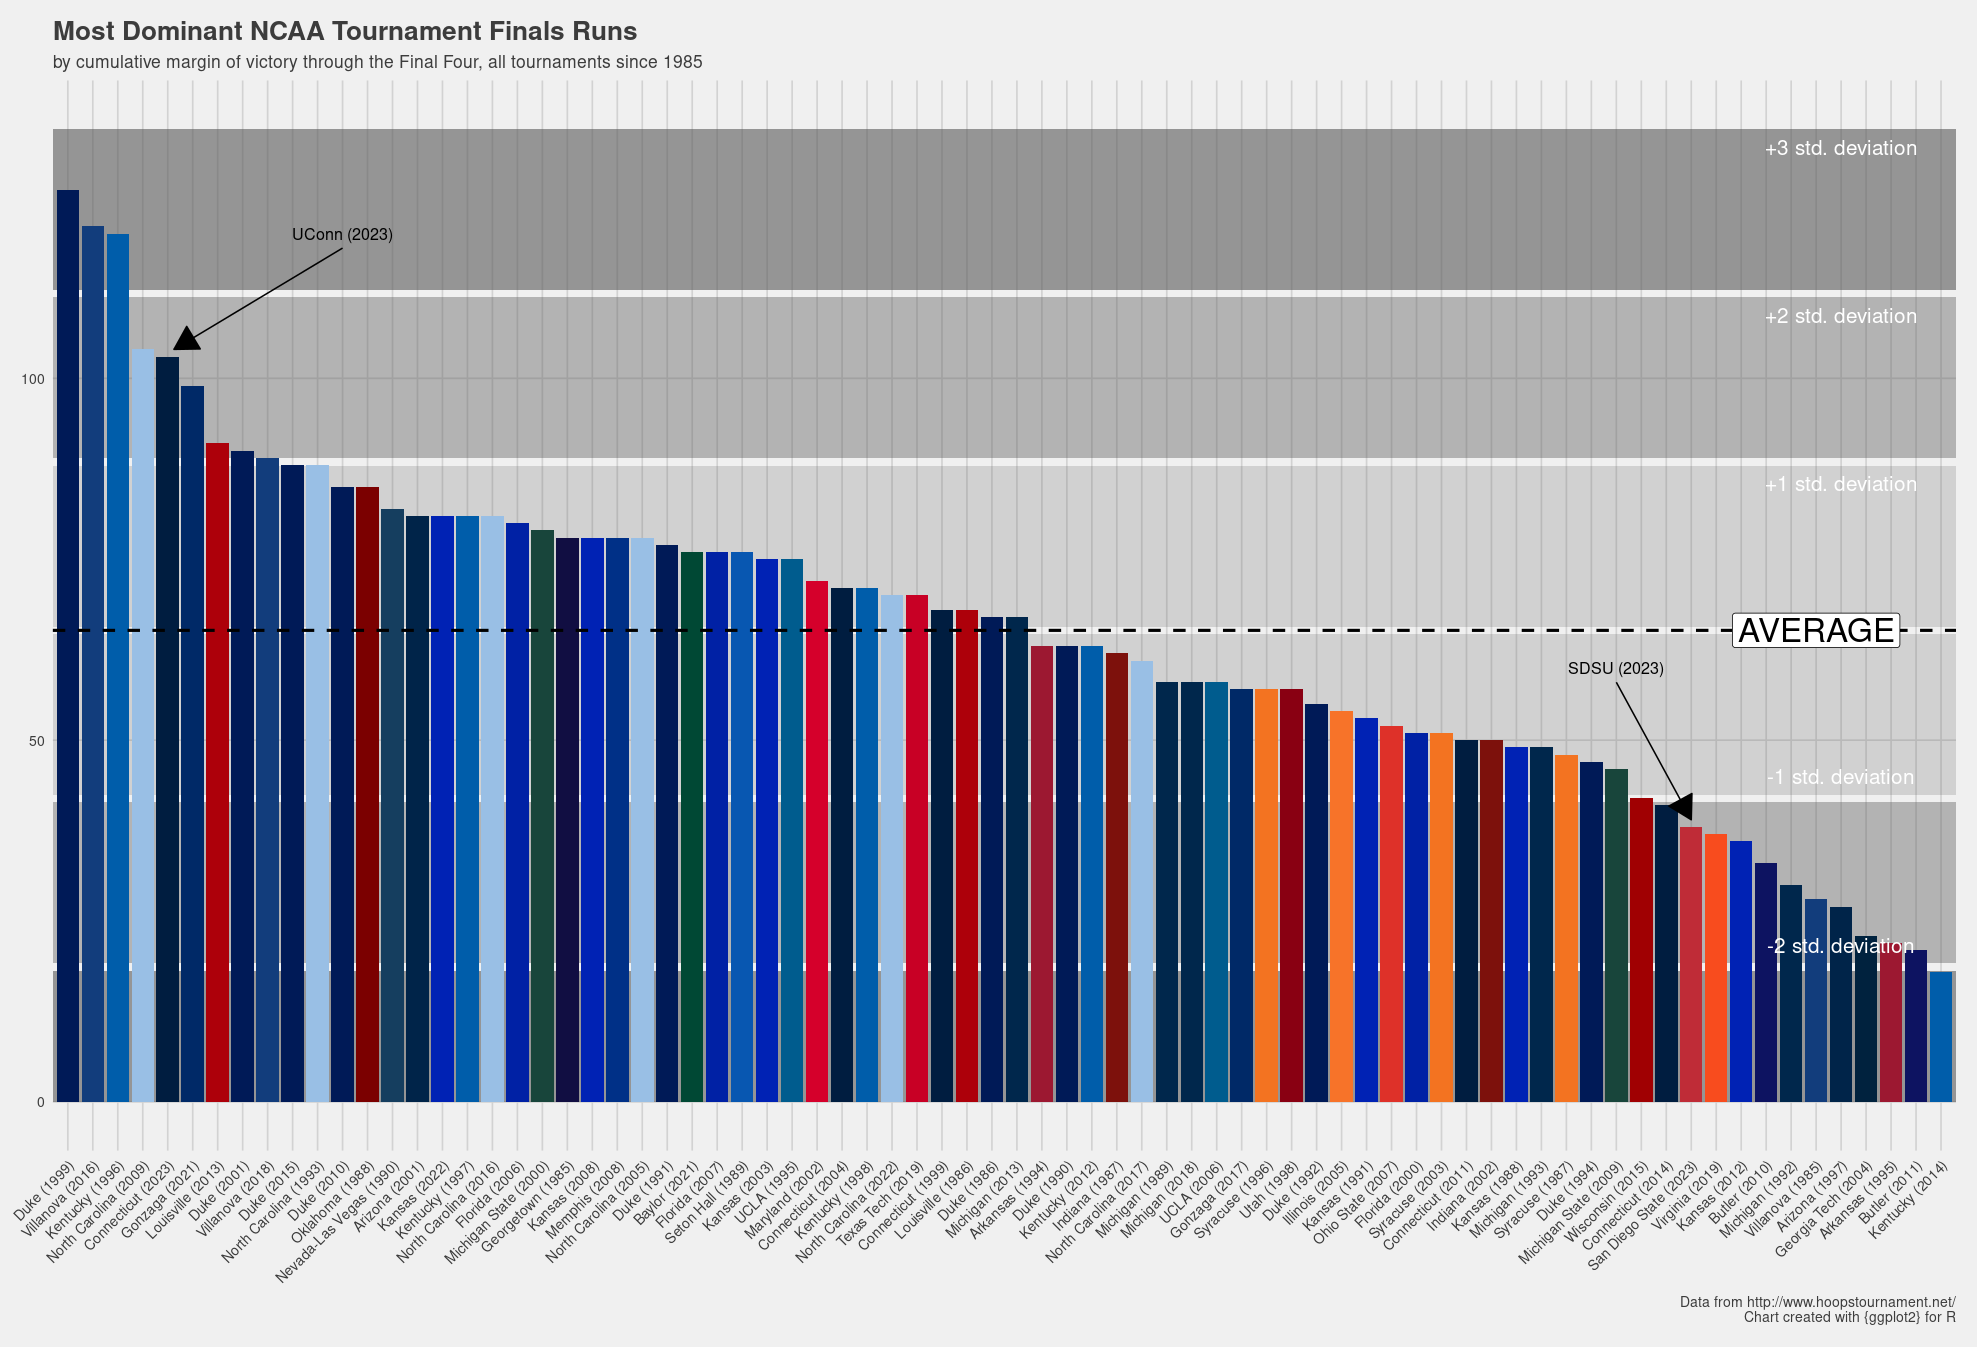 Most Dominant NCAA Tournament Finals Runs
by cumulative margin of victory through the Final Four, all tournaments since 1985
+3 std. deviation
UConn (2023)
+2 std. deviation
100
+1 std. deviation
AVERAGE
SDSU (2023)
50
-1 std. deviation
-2 std. deviation
0
Duke (1999)
Villanova (2016)
Kentucky (1996)
North Carolina (2009)
Connecticut (2023)
Gonzaga (2021)
Louisville (2013)
Duke (2001)
Villanova (2018)
Duke (2015)
North Carolina (1993)
Duke (2010)
Oklahoma (1988)
Nevada-Las Vegas (1990)
Arizona (2001)
Kansas (2022)
Kentucky (1997)
North Carolina (2016)
Florida (2006)
Michigan State (2000)
Georgetown (1985)
Kansas (2008)
Memphis (2008)
North Carolina (2005)
Duke (1991)
Baylor (2021)
Florida (2007)
Seton Hall (1989)
Kansas (2003)
UCLA (1995)
Maryland (2002)
Connecticut (2004)
Kentucky (1998)
North Carolina (2022)
Texas Tech (2019)
Connecticut (1999)
Louisville (1986)
Duke (1986)
Michigan (2013)
Arkansas (1994)
Duke (1990)
Kentucky (2012)
Indiana (1987)
North Carolina (2017)
Michigan (1989)
Michigan (2018)
UCLA (2006)
Gonzaga (2017)
Syracuse (1996)
Utah (1998)
Duke (1992)
Illinois (2005)
Kansas (1991)
Ohio State (2007)
Florida (2000)
Syracuse (2003)
Connecticut (2011)
Indiana (2002)
Kansas (1988)
Michigan (1993)
Syracuse (1987)
Duke (1994)
Michigan State (2009)
Wisconsin (2015)
Connecticut (2014)
San Diego State (2023)
Virginia (2019)
Kansas (2012)
Butler (2010)
Michigan (1992)
Villanova (1985)
Arizona (1997)
Georgia Tech (2004)
Arkansas (1995)
Butler (2011)
Kentucky (2014)
Data from http://www.hoopstournament.net/
Chart created with {ggplot2} for R